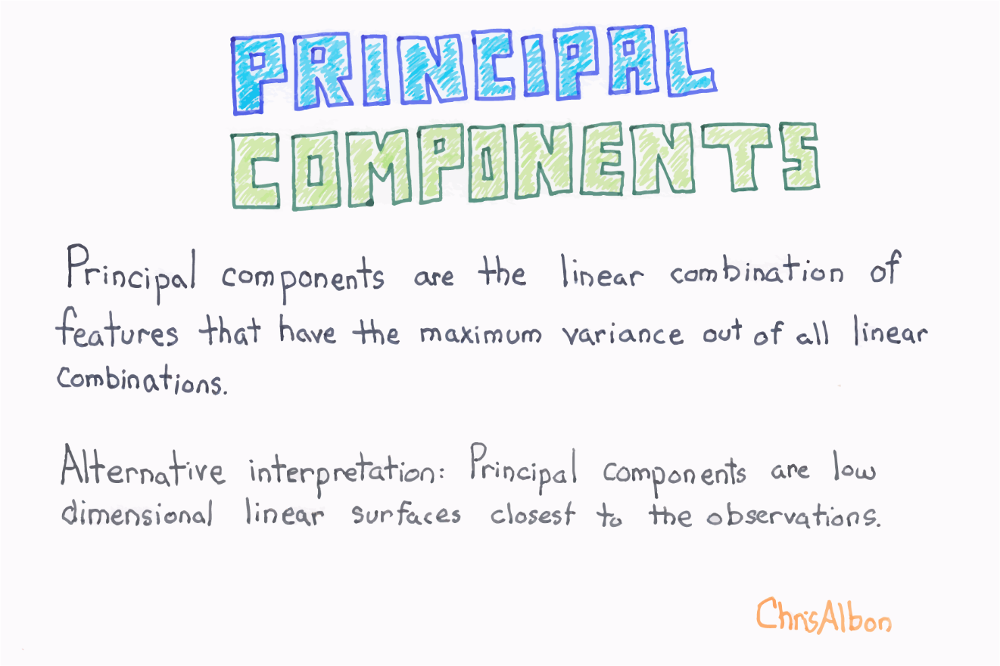 PRINCIPAL
COMPONENTS
Principal components are the linear combination of
features that have the maximum variance out of all linear
combinations.
Alternative interpretation: Principal components are low
dimensional linear surfaces closest to the observations.
ChrisAlbon